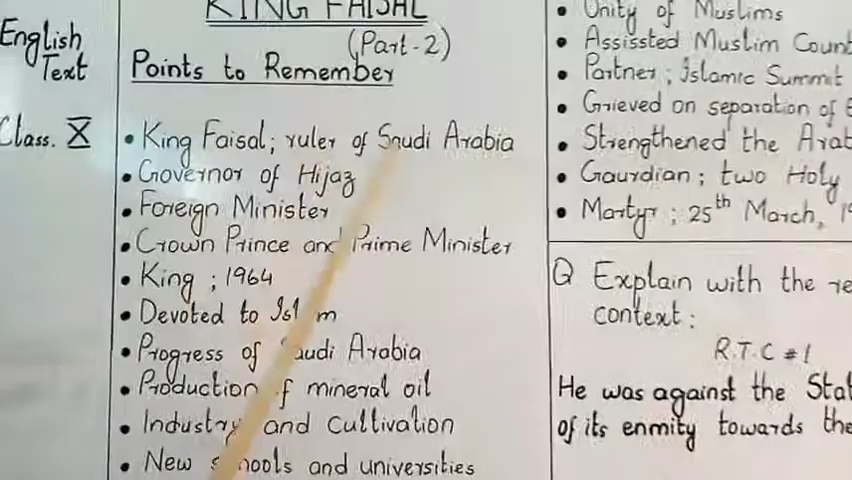 KING FAISAL
(Part-2)
English
Text
Class. X
Points to Remember
• King Faisal; ruler of Saudi Arabia
• Governor of Hijaz
• Foreign Minister
• Crown Prince and Prime Minister
• King ; 1964
• Devoted to Islam
• Progress of Saudi Arabia
• Production of mineral oil
• Industry and Cultivation
• New schools and universities
• Unity of Muslims
• Assissted Muslim
• Partner ; Islamic Summit
• Grieved on separation of
• Strengthened the
• Gaurdian ; two Holy
• Martyr ; 25th March,
Q Explain with the
context :
R.T.C # 1
He was against the
of its enmity towards the